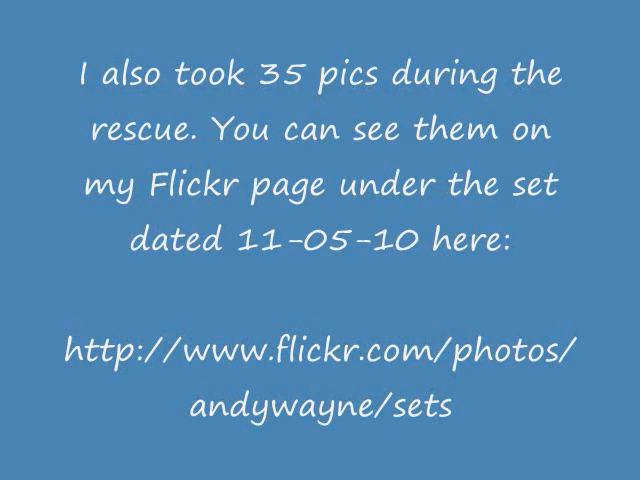 I also took 35 pics during the
rescue. You can see them on
my Flickr page under the set
dated 11-05-10 here:
http://www.flickr.com/photos/
andywayne/sets